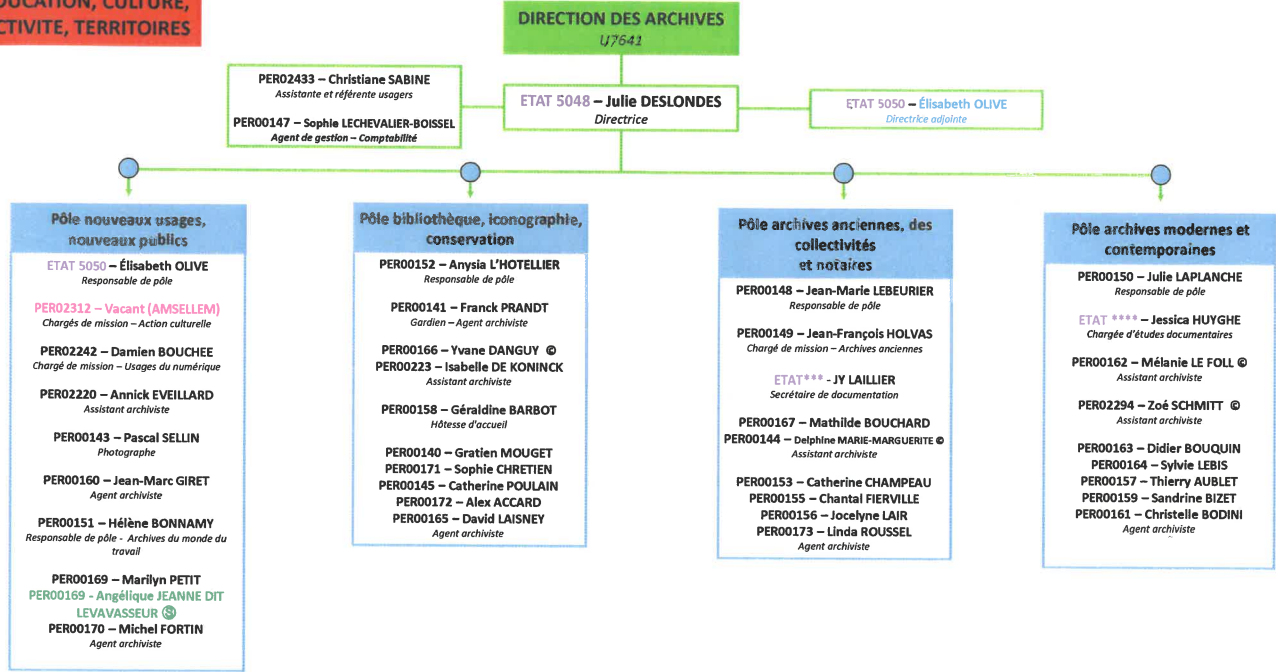 ÉDUCATION, CULTURE,
TERRITOIRES
DIRECTION DES ARCHIVES
U7641
PER02433 – Christiane SABINE
Assistante et référente usagers
PER00147 – Sophie LECHEVALIER-BOISSEL
Agent de gestion – Comptabilité
ETAT 5048 – Julie DESLONDES
Directrice
ETAT 5050 – Élisabeth OLIVE
Directrice adjointe
Pôle nouveaux usages,
nouveaux publics
ETAT 5050 – Élisabeth OLIVE
Responsable de pôle
PER02312 – Vacant (AMSELLEM)
Chargés de mission – Action culturelle
PER02242 – Damien BOUCHEE
Chargé de mission – Usages du numérique
PER02220 – Annick EVEILLARD
Assistant archiviste
PER00143 – Pascal SELLIN
Photographe
PER00160 – Jean-Marc GIRET
Agent archiviste
PER00151 – Hélène BONNAMY
Responsable de pôle - Archives du monde du
travail
PER00169 – Marilyn PETIT
PER00169 - Angélique JEANNE DIT
LEVAVASSEUR Ⓢ
PER00170 – Michel FORTIN
Agent archiviste
Pôle bibliothèque, iconographie,
conservation
PER00152 – Anysia L'HOTELLIER
Responsable de pôle
PER00141 – Franck PRANDT
Gardien – Agent archiviste
PER00166 – Yvane DANGUY ©
PER00223 – Isabelle DE KONINCK
Assistant archiviste
PER00158 – Géraldine BARBOT
Hôtesse d'accueil
PER00140 – Gratien MOUGET
PER00171 – Sophie CHRETIEN
PER00145 – Catherine POULAIN
PER00172 – Alex ACCARD
PER00165 – David LAISNEY
Agent archiviste
Pôle archives anciennes, des
collectivités
et notaires
PER00148 – Jean-Marie LEBEURIER
Responsable de pôle
PER00149 – Jean-François HOLVAS
Chargé de mission – Archives anciennes
ETAT*** - JY LAILLIER
Secrétaire de documentation
PER00167 – Mathilde BOUCHARD
PER00144 – Delphine MARIE-MARGUERITE ©
Assistant archiviste
PER00153 – Catherine CHAMPEAU
PER00155 – Chantal FIERVILLE
PER00156 – Jocelyne LAIR
PER00173 – Linda ROUSSEL
Agent archiviste
Pôle archives modernes et
contemporaines
PER00150 – Julie LAPLANCHE
Responsable de pôle
ETAT **** – Jessica HUYGHE
Chargée d'études documentaires
PER00162 – Mélanie LE FOLL ©
Assistant archiviste
PER02294 – Zoé SCHMITT ©
Assistant archiviste
PER00163 – Didier BOUQUIN
PER00164 – Sylvie LEBIS
PER00157 – Thierry AUBLET
PER00159 – Sandrine BIZET
PER00161 – Christelle BODINI
Agent archiviste